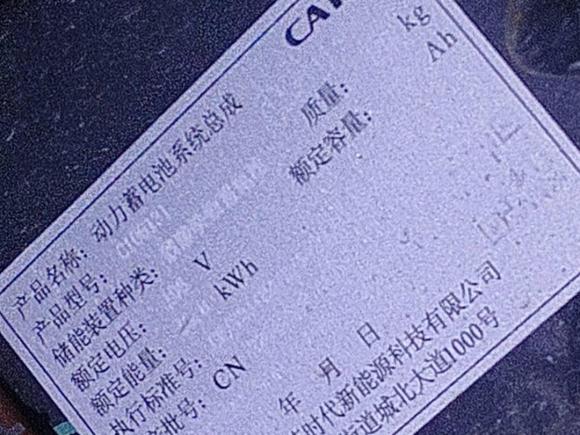 CAT
产品名称: 动力蓄电池系统总成
产品型号:
质量: kg
储能装置种类:
额定容量: Ah
额定电压: V
额定能量: kWh
执行标准号:
批号: CN
年 月 日
时代新能源科技有限公司
道城北大道1000号